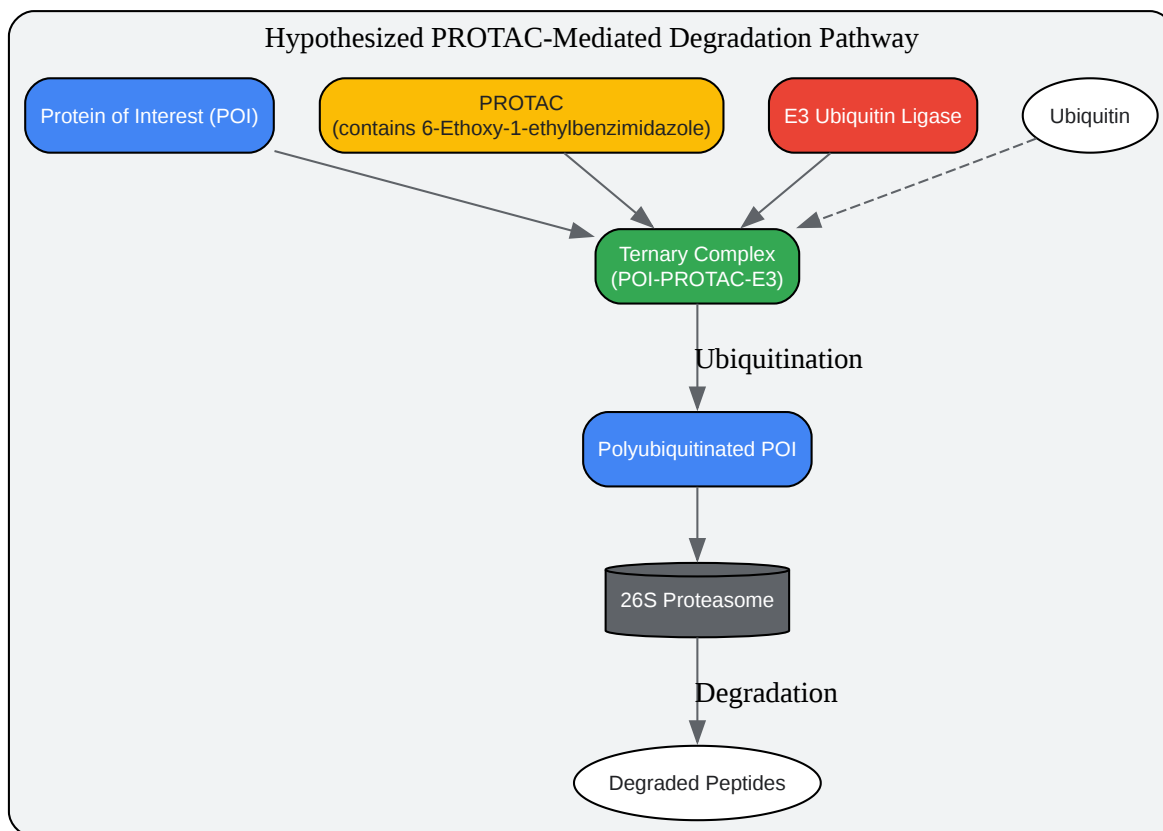 Hypothesized PROTAC-Mediated Degradation Pathway
Protein of Interest (POI)
PROTAC
(contains 6-Ethoxy-1-ethylbenzimidazole)
E3 Ubiquitin Ligase
Ubiquitin
Ternary Complex
(POI-PROTAC-E3)
Ubiquitination
Polyubiquitinated POI
26S Proteasome
Degradation
Degraded Peptides